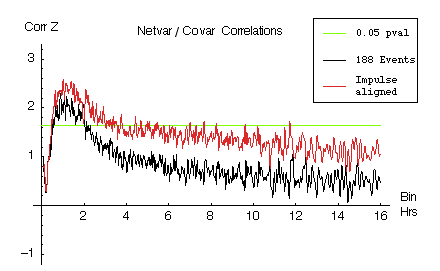 Corr Z
Netvar / Covar Correlations
0.05 pval
188 Events
Impulse
aligned
3
2
1
-1
2
4
6
8
10
12
14
16
Bin
Hrs